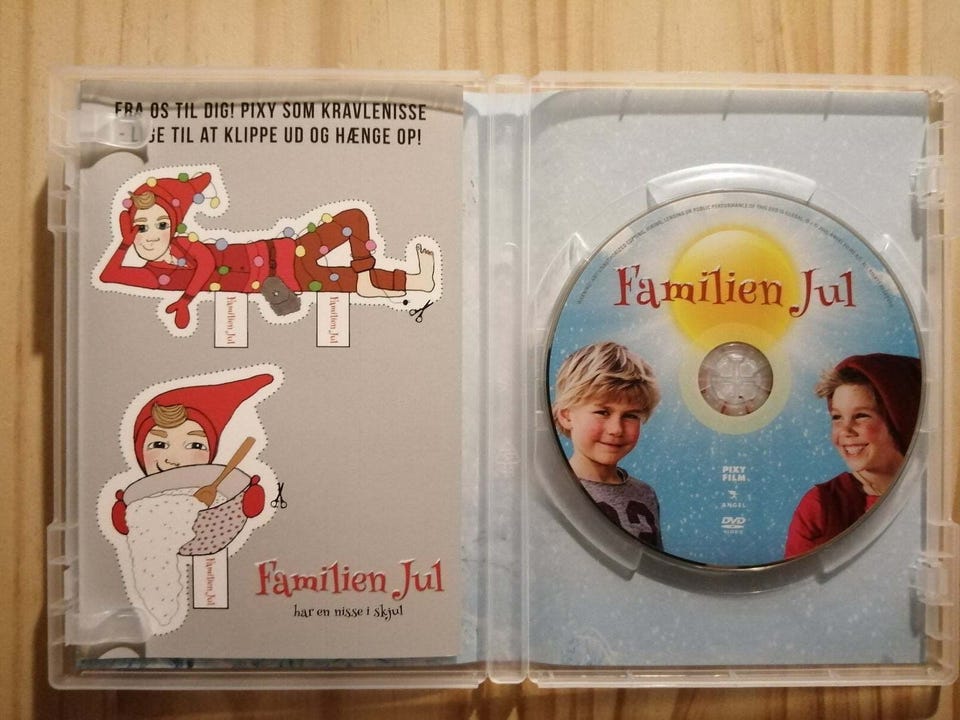 FRA OS TIL DIG! PIXY SOM KRAVLENISSE
TIL AT KLIPPE UD OG HÆNGE OP!
Familien Jul
Familien Jul
Familien Jul
Familien Jul
har en nisse i skjul
Familien Jul
PIXY
FILM
ANGEL
DVD
VIDEO